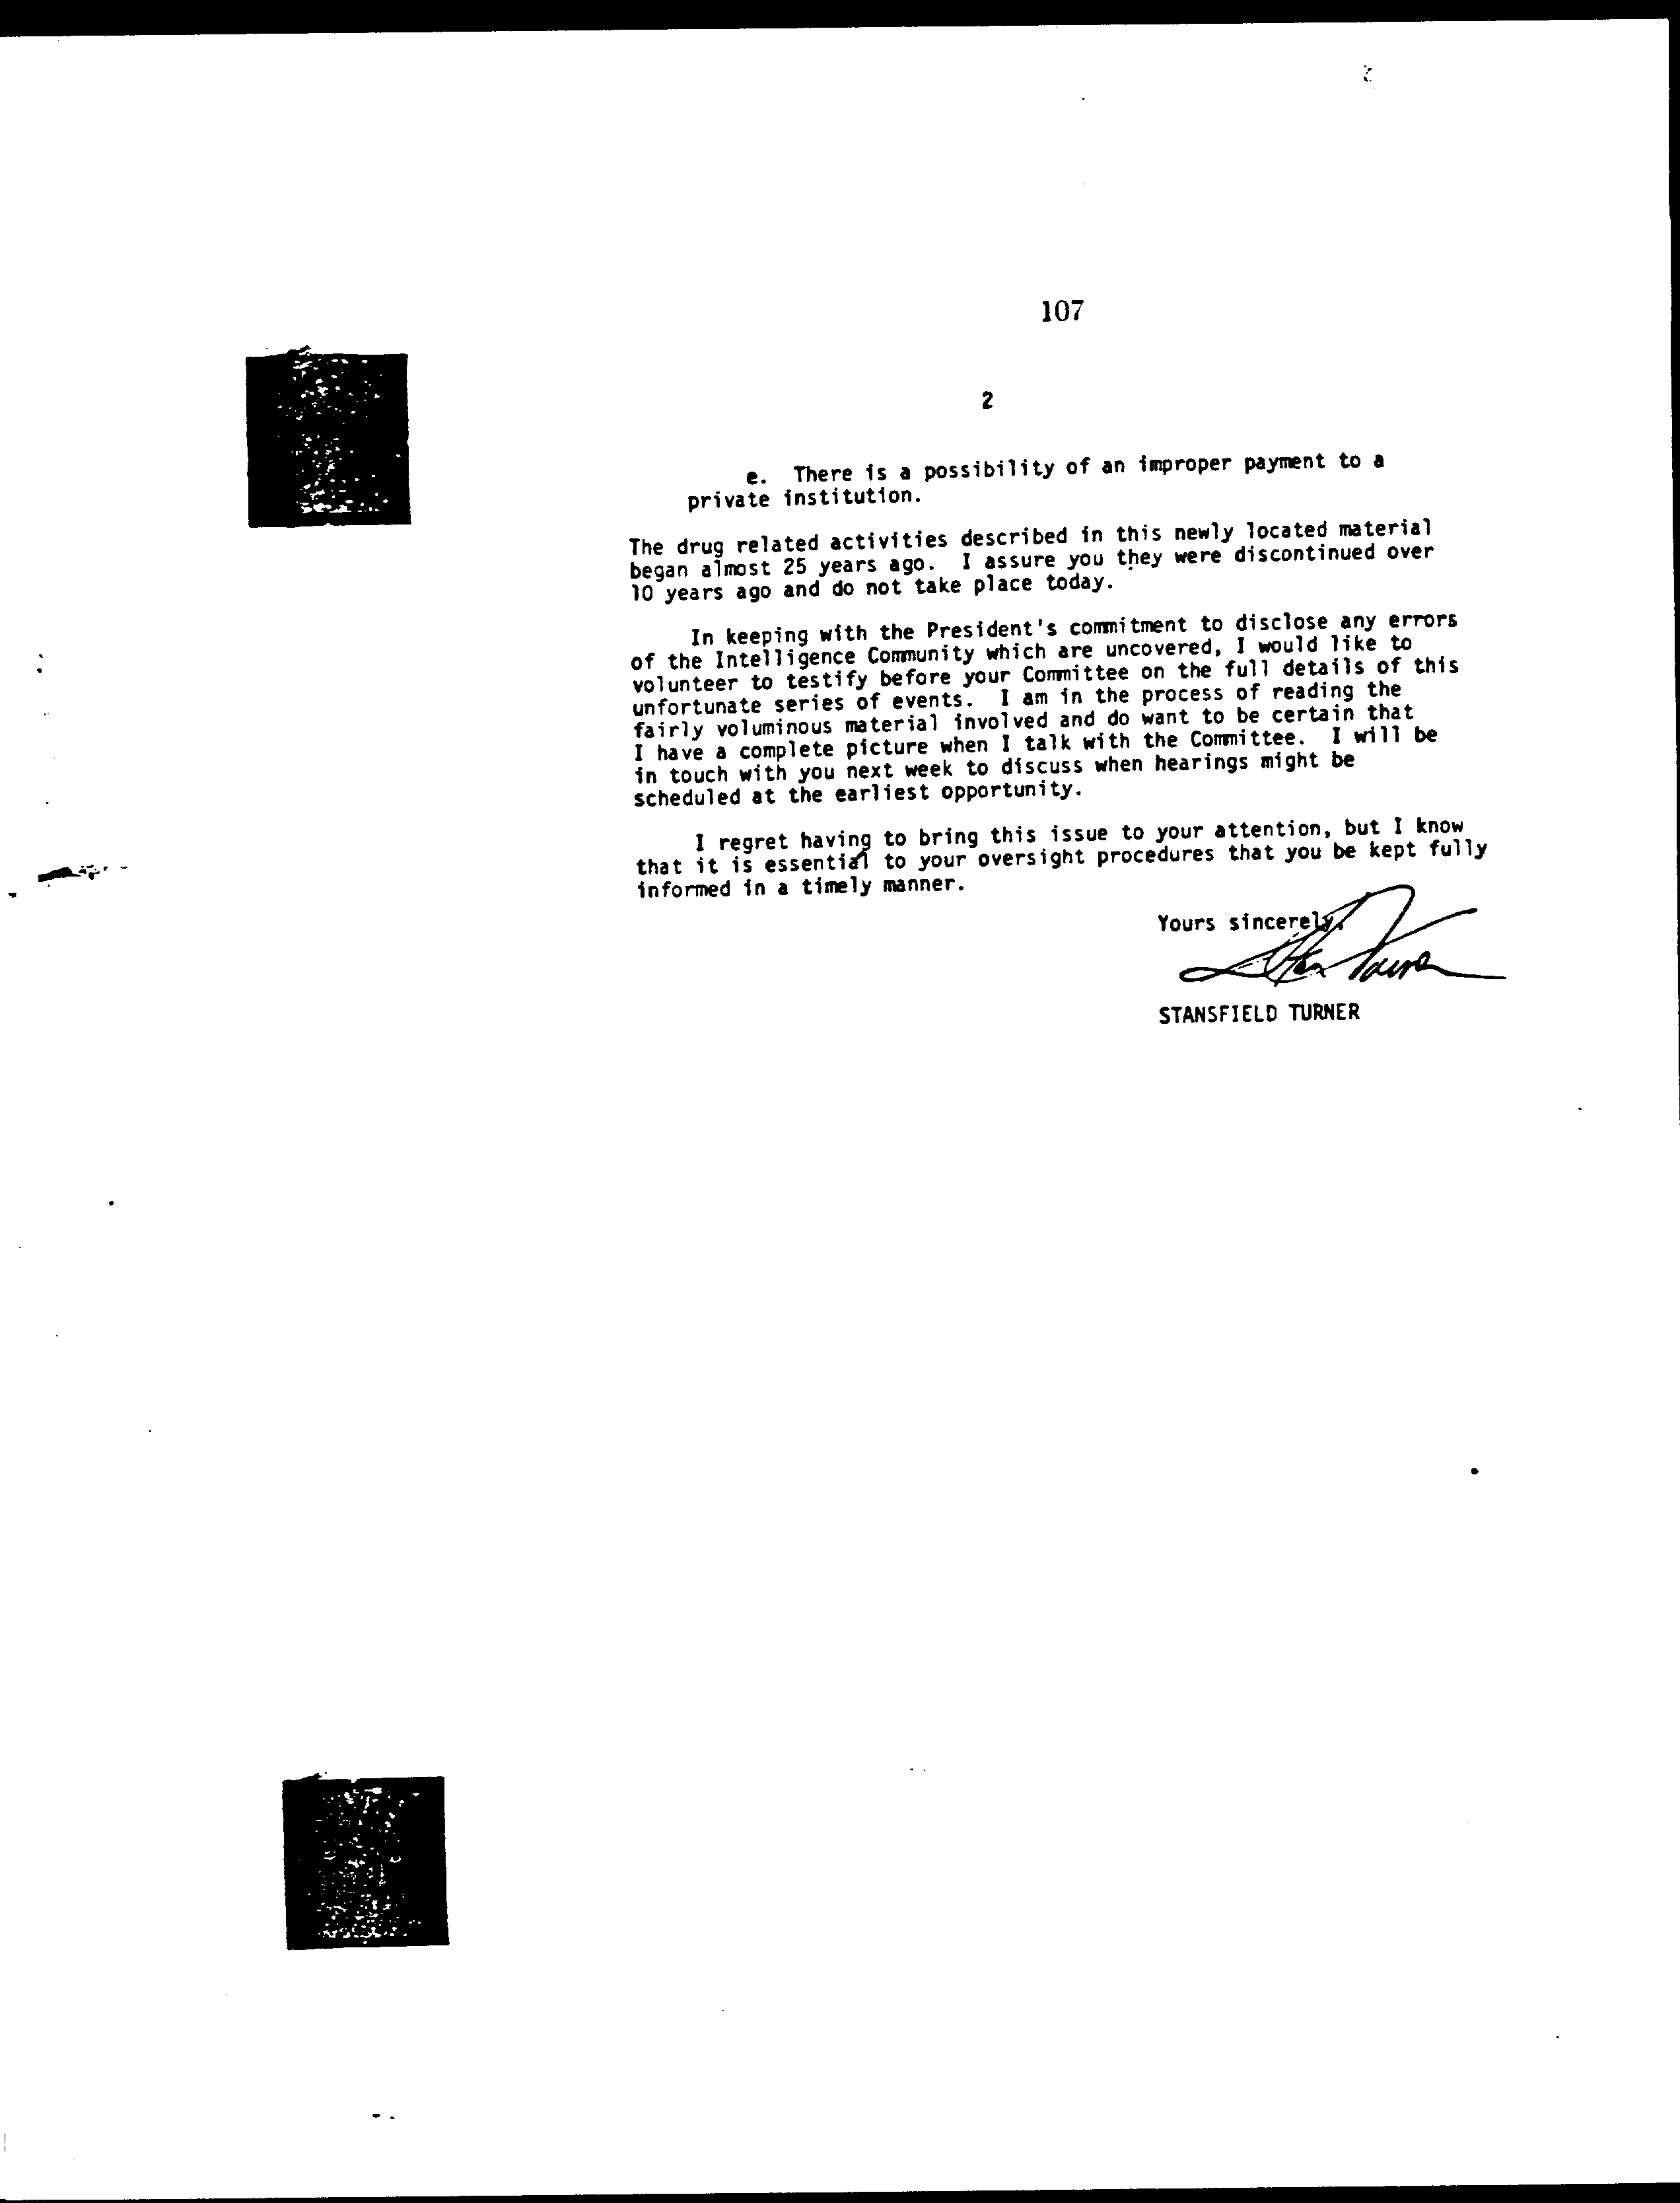 107
2
e. There is a possibility of an improper payment to a
private institution.
The drug related activities described in this newly located material
began almost 25 years ago. I assure you they were discontinued over
10 years ago and do not take place today.
In keeping with the President's commitment to disclose any errors
of the Intelligence Community which are uncovered, I would like to
volunteer to testify before your Committee on the full details of this
unfortunate series of events. I am in the process of reading the
fairly voluminous material involved and do want to be certain that
I have a complete picture when I talk with the Committee. I will be
in touch with you next week to discuss when hearings might be
scheduled at the earliest opportunity.
I regret having to bring this issue to your attention, but I know
that it is essential to your oversight procedures that you be kept fully
informed in a timely manner.
Yours sincerely,
Stan Turner
STANSFIELD TURNER